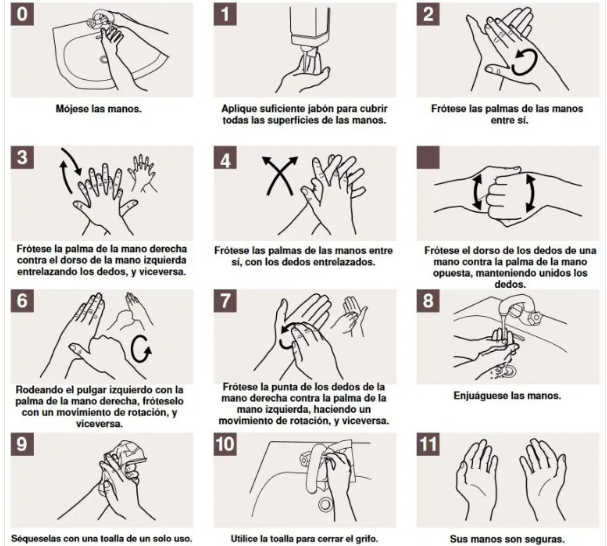 0
Mójese las manos.
1
Aplique suficiente jabón para cubrir
todas las superficies de las manos.
2
Frótese las palmas de las manos
entre sí.
3
Frótese la palma de la mano derecha
contra el dorso de la mano izquierda
entrelazando los dedos, y viceversa.
4
Frótese las palmas de las manos entre
sí, con los dedos entrelazados.
Frótese el dorso de los dedos de una
mano contra la palma de la mano
opuesta, manteniendo unidos los
dedos.
6
Rodeando el pulgar izquierdo con la
palma de la mano derecha, fróteselo
con un movimiento de rotación, y
viceversa.
7
Frótese la punta de los dedos de la
mano derecha contra la palma de la
mano izquierda, haciendo un
movimiento de rotación, y viceversa.
8
Enjuáguese las manos.
9
Séqueselas con una toalla de un solo uso.
10
Utilice la toalla para cerrar el grifo.
11
Sus manos son seguras.